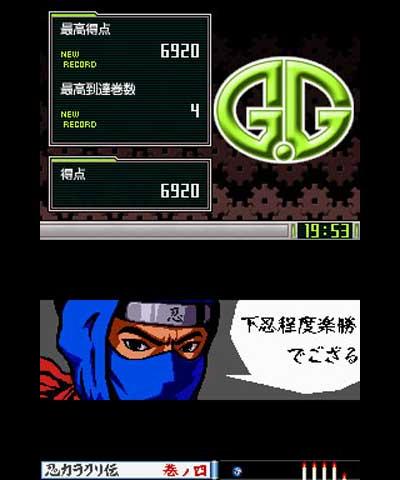 最高得点
NEW
RECORD
6920
最高到達巻数
NEW
RECORD
4
得点
6920
G.G
19:53
忍
下忍程度楽勝
でござる
忍カラクリ伝
巻ノ四